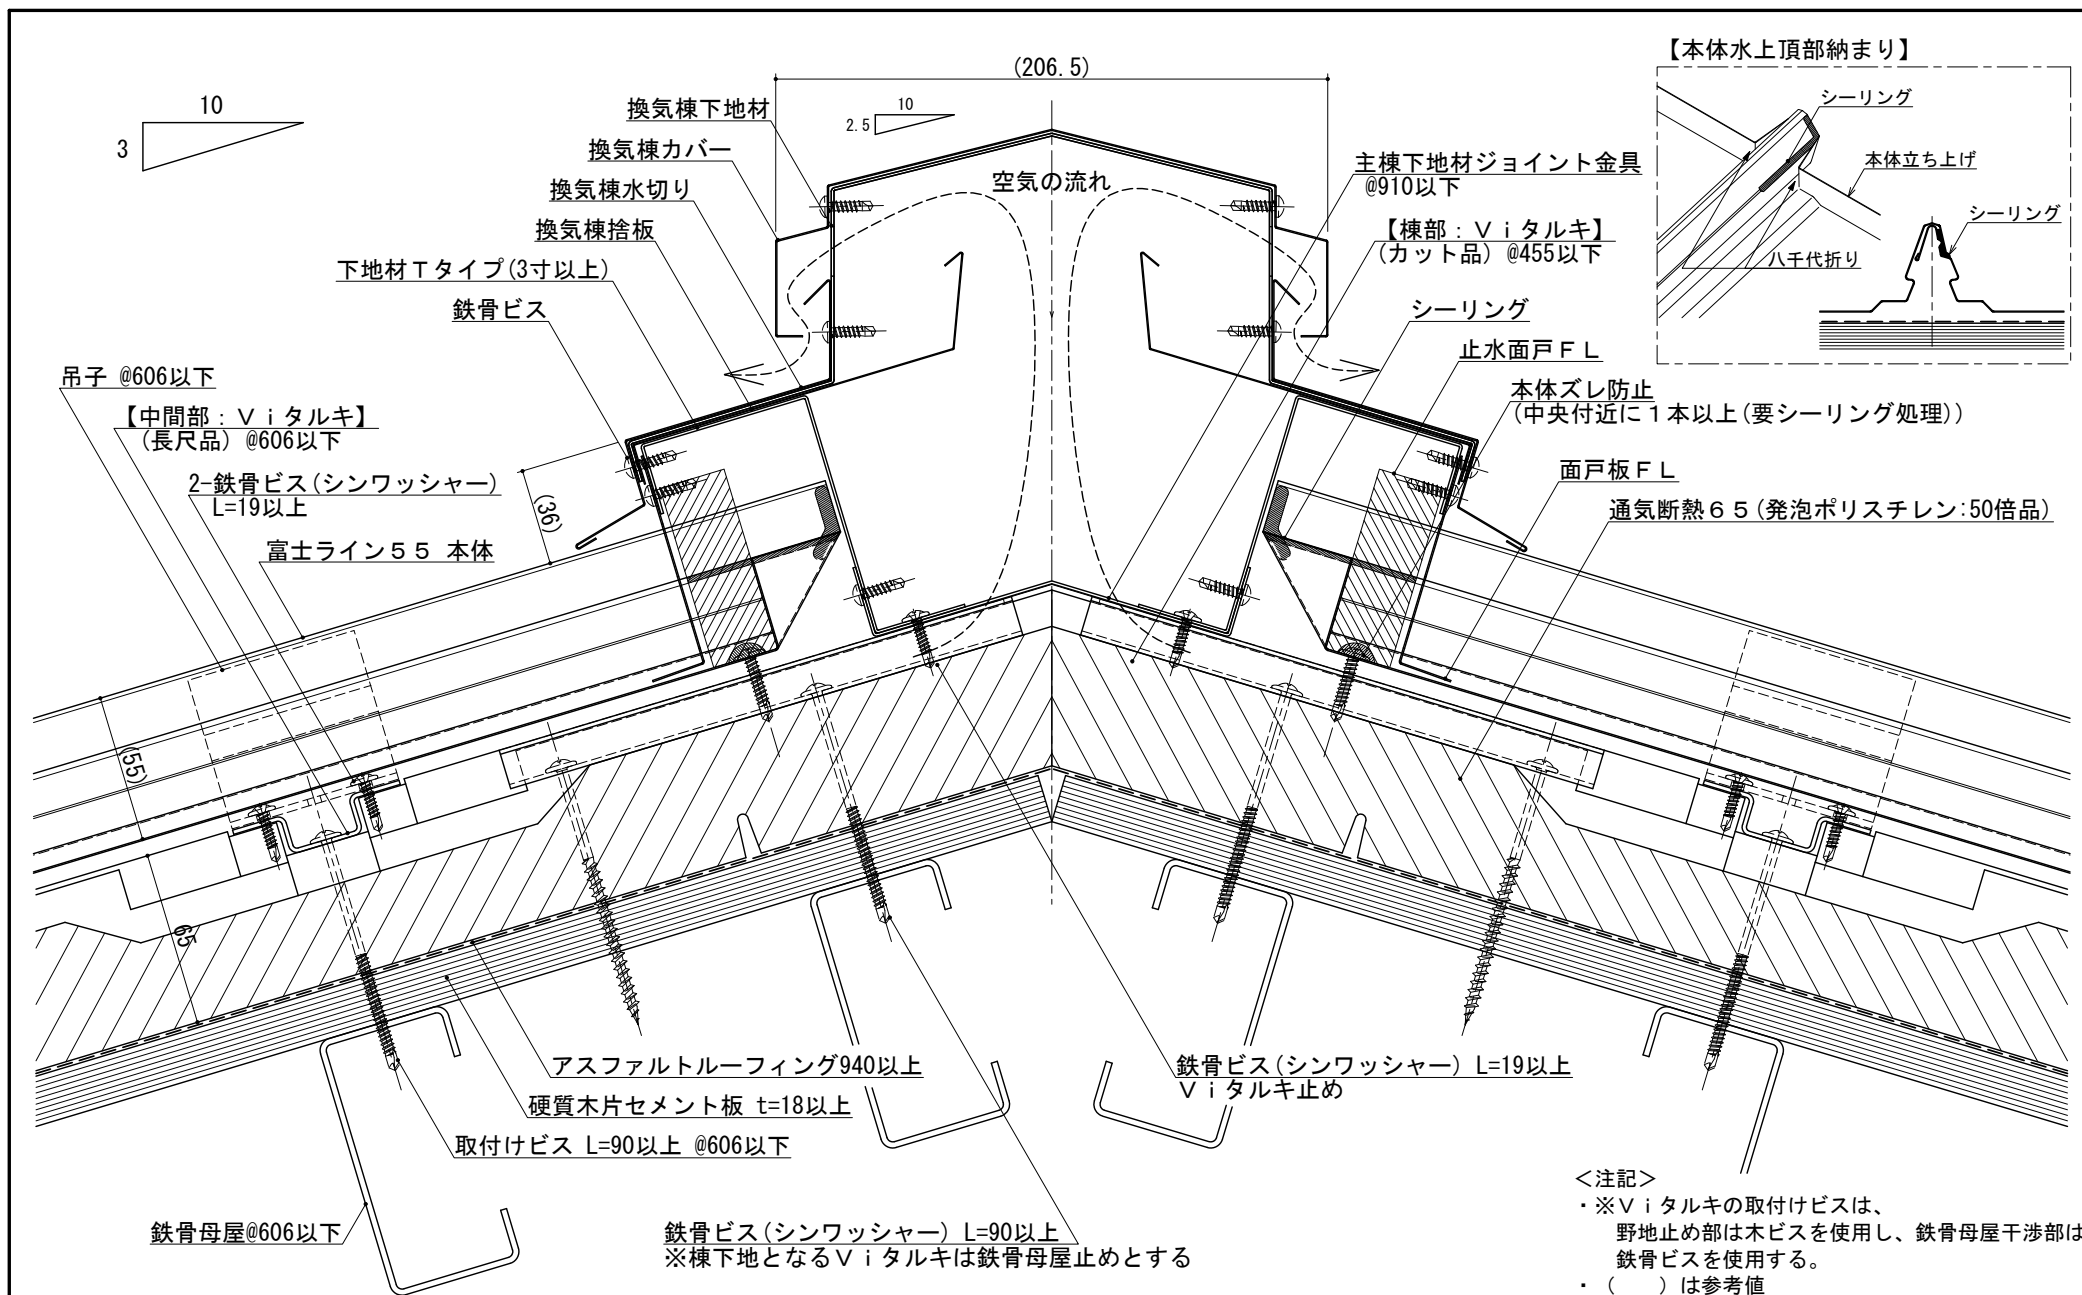 【本体水上頂部納まり】
シーリング
本体立ち上げ
シーリング
八千代折り
(206.5)
10
3
10
2.5
換気棟下地材
換気棟カバー
換気棟水切り
換気棟捨板
下地材Tタイプ(3寸以上)
鉄骨ビス
空気の流れ
主棟下地材ジョイント金具
@910以下
【棟部:Viタルキ】
(カット品) @455以下
シーリング
止水面戸FL
本体ズレ防止
(中央付近に1本以上(要シーリング処理))
面戸板FL
通気断熱65(発泡ポリスチレン:50倍品)
吊子 @606以下
【中間部:Viタルキ】
(長尺品) @606以下
2-鉄骨ビス(シンワッシャー)
L=19以上
富士ライン55 本体
(36)
(55)
65
アスファルトルーフィング940以上
硬質木片セメント板 t=18以上
取付けビス L=90以上 @606以下
鉄骨母屋@606以下
鉄骨ビス(シンワッシャー) L=90以上
※棟下地となるViタルキは鉄骨母屋止めとする
鉄骨ビス(シンワッシャー) L=19以上
Viタルキ止め
<注記>
・※Viタルキの取付けビスは、
野地止め部は木ビスを使用し、鉄骨母屋干渉部は
鉄骨ビスを使用する。
・( )は参考値